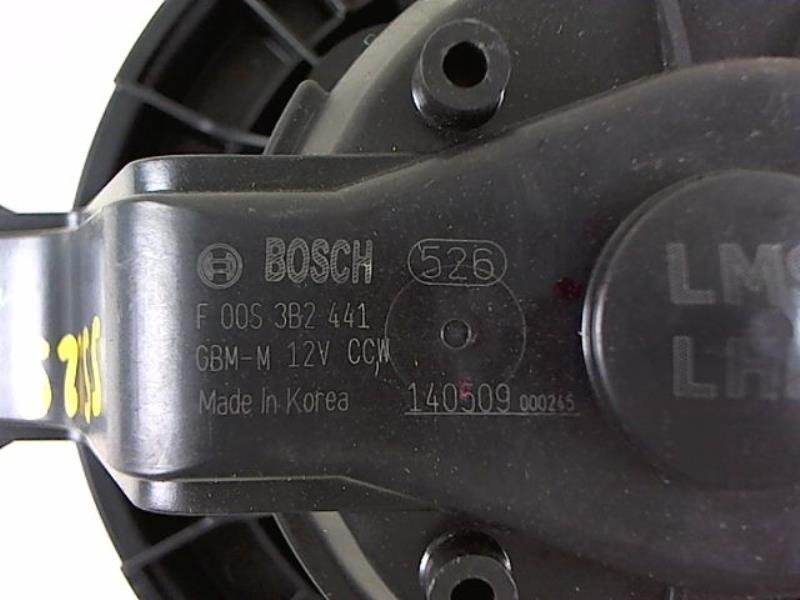 BOSCH 526
F 00S 3B2 441
GBM-M 12V CCW
Made In Korea 140509 000245